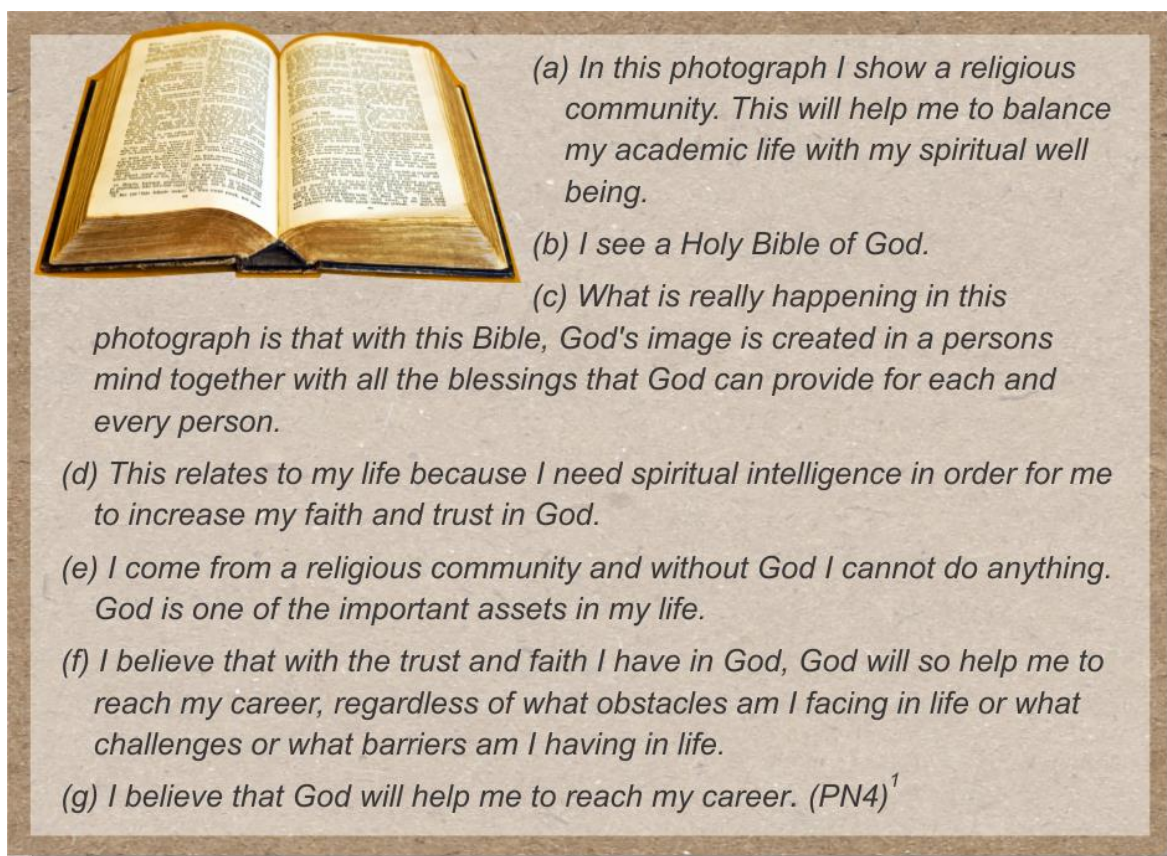 (a) In this photograph I show a religious
community. This will help me to balance
my academic life with my spiritual well
being.
(b) I see a Holy Bible of God.
(c) What is really happening in this
photograph is that with this Bible, God's image is created in a persons
mind together with all the blessings that God can provide for each and
every person.
(d) This relates to my life because I need spiritual intelligence in order for me
to increase my faith and trust in God.
(e) I come from a religious community and without God I cannot do anything.
God is one of the important assets in my life.
(f) I believe that with the trust and faith I have in God, God will so help me to
reach my career, regardless of what obstacles am I facing in life or what
challenges or what barriers am I having in life.
(g) I believe that God will help me to reach my career. (PN4)¹